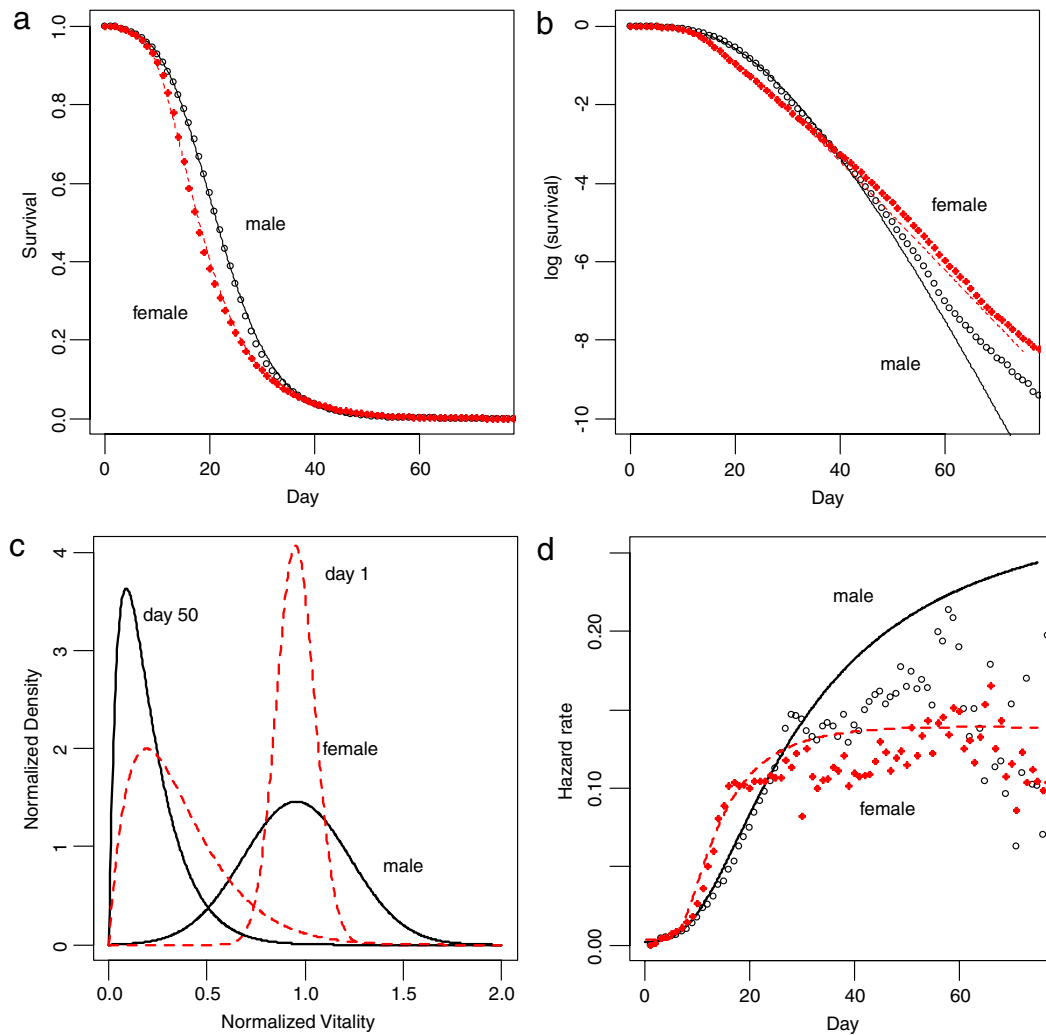 a
1.0
0.8
0.6
0.4
0.2
0.0
Survival
male
female
0 20 40 60
Day
b
0
-2
-4
-6
-8
-10
log (survival)
female
male
0 20 40 60
Day
c
4
3
2
1
0
Normalized Density
day 50
day 1
female
male
0.0 0.5 1.0 1.5 2.0
Normalized Vitality
d
0.20
0.10
0.00
Hazard rate
male
female
0 20 40 60
Day